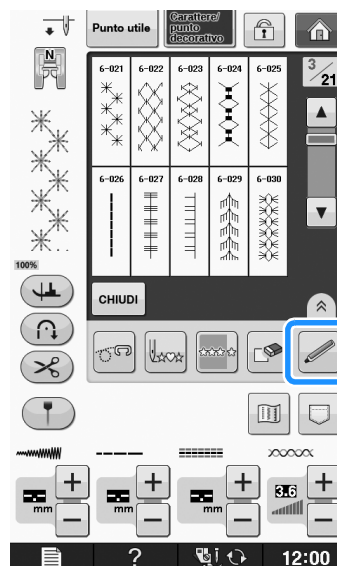 Punto utile
Carattere/
punto
decorativo
N
6-021 6-022 6-023 6-024 6-025
3/21
6-026 6-027 6-028 6-029 6-030
100%
CHIUDI
mm mm mm 3.6
? 12:00